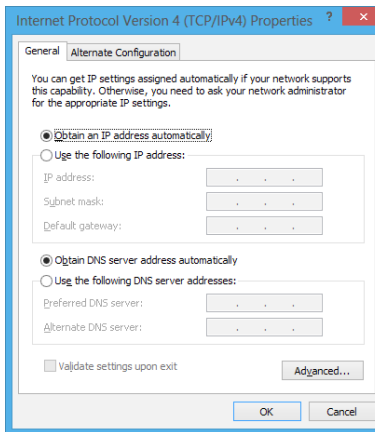 Internet Protocol Version 4 (TCP/IPv4) Properties ? ×
General Alternate Configuration
You can get IP settings assigned automatically if your network supports
this capability. Otherwise, you need to ask your network administrator
for the appropriate IP settings.
Obtain an IP address automatically
Use the following IP address:
IP address: . . .
Subnet mask: . . .
Default gateway: . . .
Obtain DNS server address automatically
Use the following DNS server addresses:
Preferred DNS server: . . .
Alternate DNS server: . . .
Validate settings upon exit
Advanced...
OK Cancel